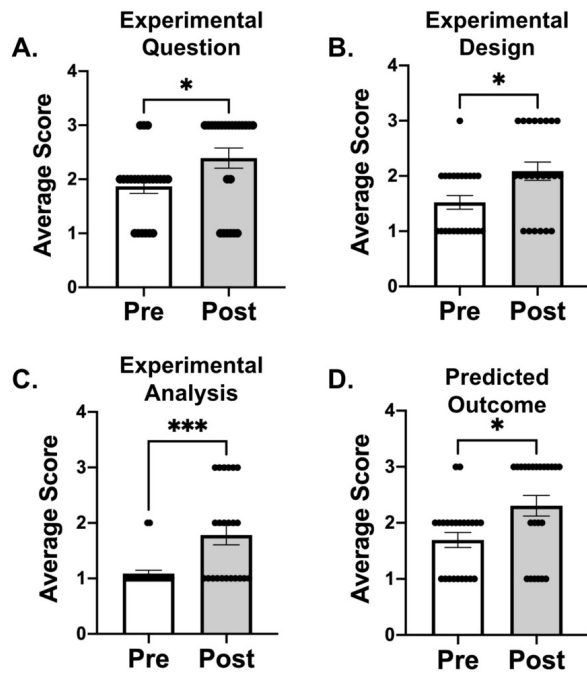 A.
Experimental
Question
Average Score
4
3
2
1
0
*
Pre
Post
B.
Experimental
Design
Average Score
4
3
2
1
0
*
Pre
Post
C.
Experimental
Analysis
Average Score
4
3
2
1
0
***
Pre
Post
D.
Predicted
Outcome
Average Score
4
3
2
1
0
*
Pre
Post